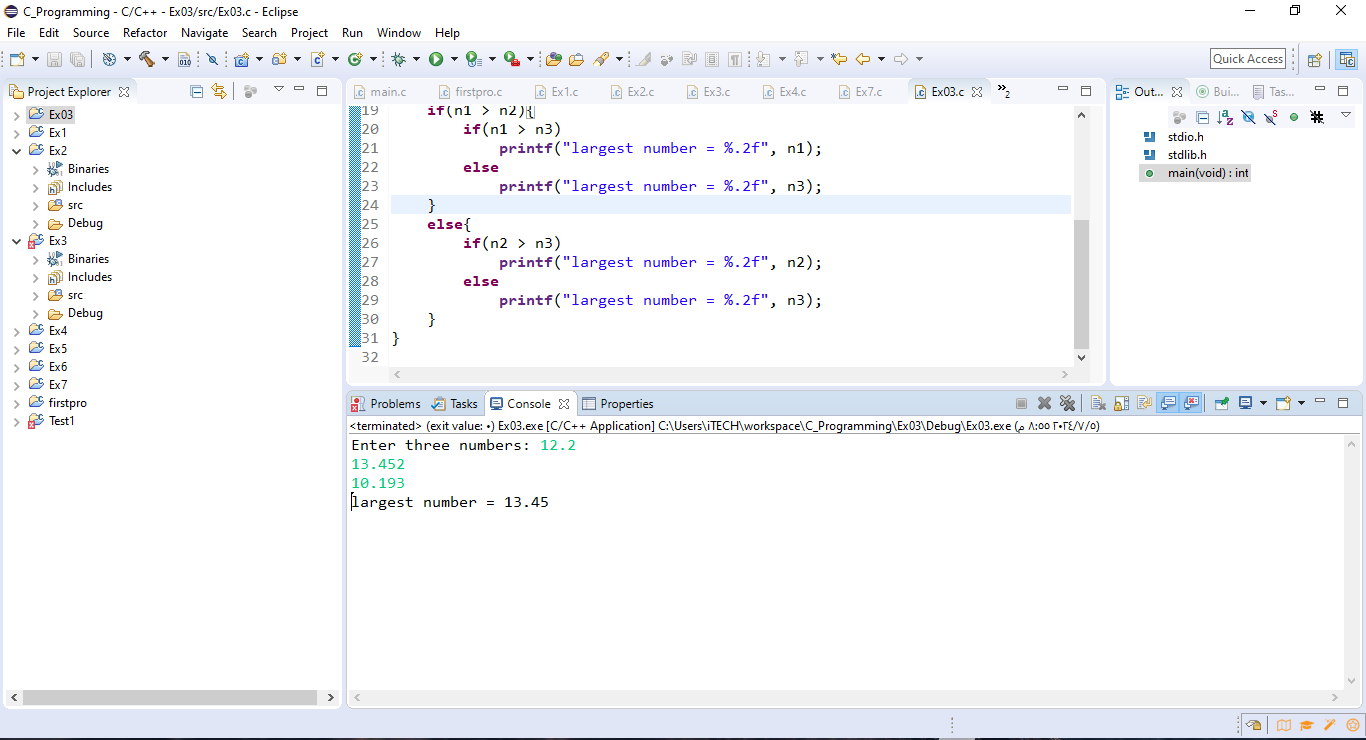 C_Programming - C/C++ - Ex03/src/Ex03.c - Eclipse
File Edit Source Refactor Navigate Search Project Run Window Help
Quick Access
Project Explorer
Ex03
Ex1
Ex2
Binaries
Includes
src
Debug
Ex3
Binaries
Includes
src
Debug
Ex4
Ex5
Ex6
Ex7
firstpro
Test1
main.c firstpro.c Ex1.c Ex2.c Ex3.c Ex4.c Ex7.c Ex03.c »2
19 if(n1 > n2){
20 if(n1 > n3)
21 printf("largest number = %.2f", n1);
22 else
23 printf("largest number = %.2f", n3);
24 }
25 else{
26 if(n2 > n3)
27 printf("largest number = %.2f", n2);
28 else
29 printf("largest number = %.2f", n3);
30 }
31 }
32
Out... Bui... Tas...
stdio.h
stdlib.h
main(void) : int
Problems Tasks Console Properties
<terminated> (exit value: ٠) Ex03.exe [C/C++ Application] C:\Users\iTECH\workspace\C_Programming\Ex03\Debug\Ex03.exe (٥/٧/٢٠٢٤ ٨:٥٥ م)
Enter three numbers: 12.2
13.452
10.193
largest number = 13.45